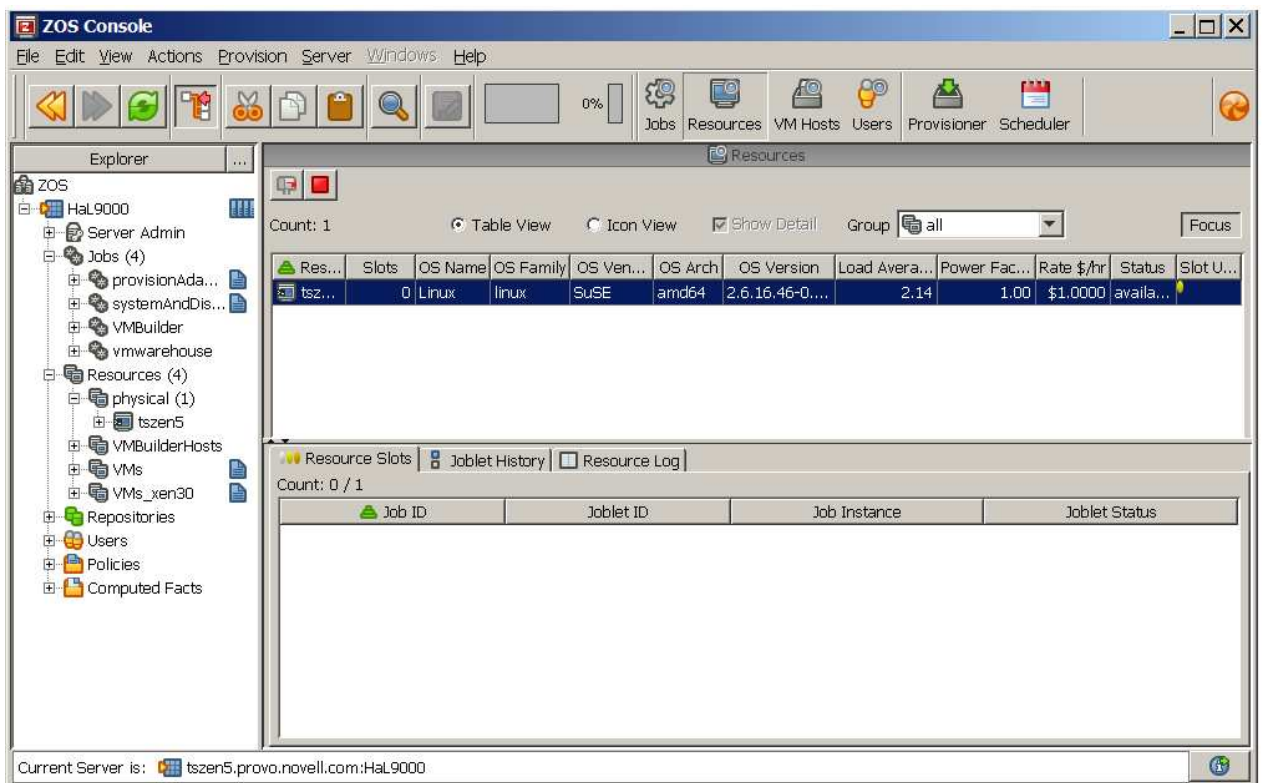 ZOS Console
File Edit View Actions Provision Server Windows Help
0% Jobs Resources VM Hosts Users Provisioner Scheduler
Explorer ...
Resources
ZOS
HaL9000
Server Admin
Jobs (4)
provisionAda...
systemAndDis...
VMBuilder
vmwarehouse
Resources (4)
physical (1)
tszen5
VMBuilderHosts
VMs
VMs_xen30
Repositories
Users
Policies
Computed Facts
Count: 1 Table View Icon View Show Detail Group all Focus
Res... Slots OS Name OS Family OS Ven... OS Arch OS Version Load Avera... Power Fac... Rate $/hr Status Slot U...
tsz... 0 Linux linux SuSE amd64 2.6.16.46-0.... 2.14 1.00 $1.0000 availa...
Resource Slots Joblet History Resource Log
Count: 0 / 1
Job ID Joblet ID Job Instance Joblet Status
Current Server is: tszen5.provo.novell.com:HaL9000